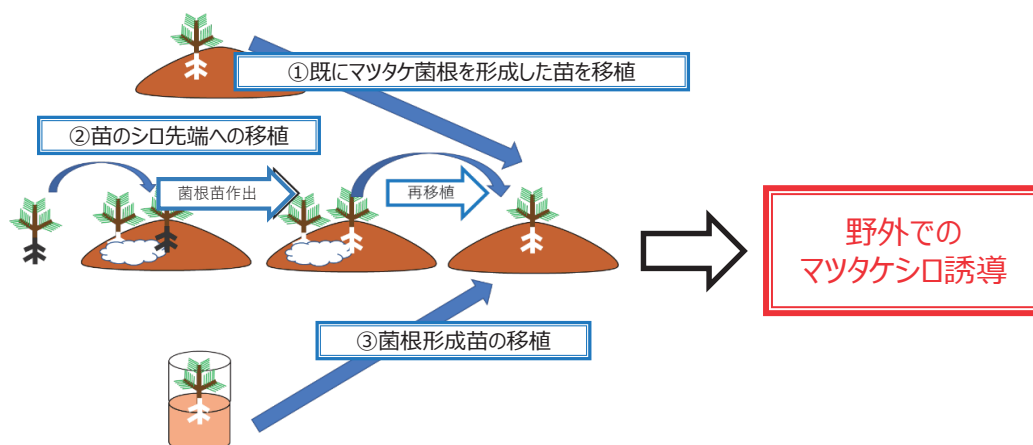 ①既にマツタケ菌根を形成した苗を移植
②苗のシロ先端への移植
菌根苗作出
再移植
野外での
マツタケシロ誘導
③菌根形成苗の移植